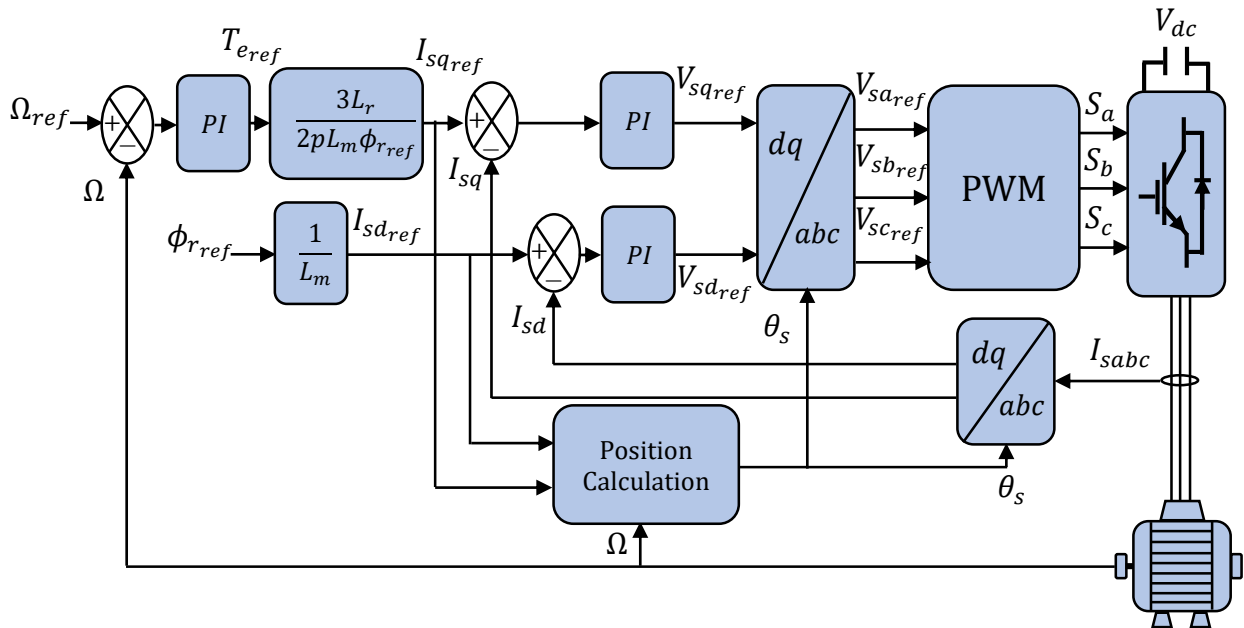 V_dc
T_e_ref
I_sq_ref
V_sq_ref
V_sa_ref
S_a
Ω_ref
+
−
PI
3L_r
2pL_mϕ_r_ref
+
−
PI
dq
abc
V_sb_ref
PWM
S_b
Ω
I_sq
V_sc_ref
S_c
ϕ_r_ref
1
L_m
I_sd_ref
+
−
PI
V_sd_ref
I_sd
θ_s
dq
abc
I_sabc
Position
Calculation
θ_s
Ω